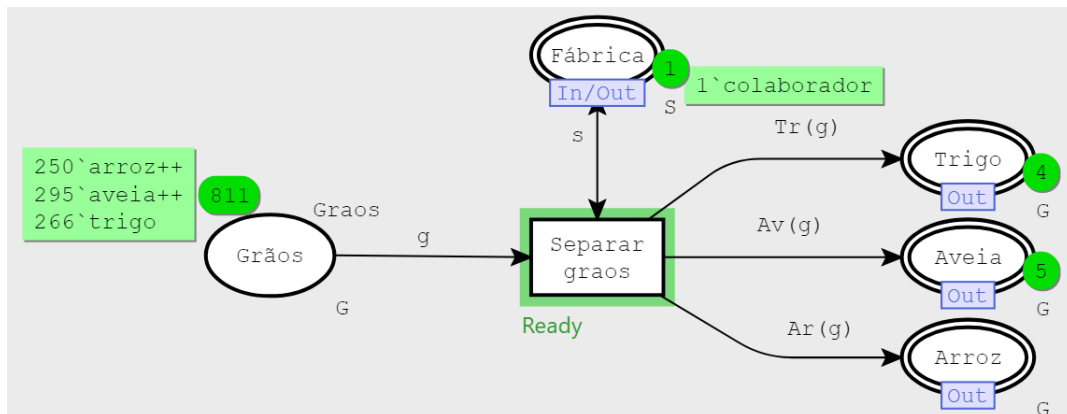 Fábrica
1
In/Out
1`colaborador
S
s
Tr(g)
250`arroz++
295`aveia++
266`trigo
811
Graos
Grãos
G
g
Separar
graos
Ready
Trigo
4
Out
G
Av(g)
Aveia
5
Out
G
Ar(g)
Arroz
Out
G